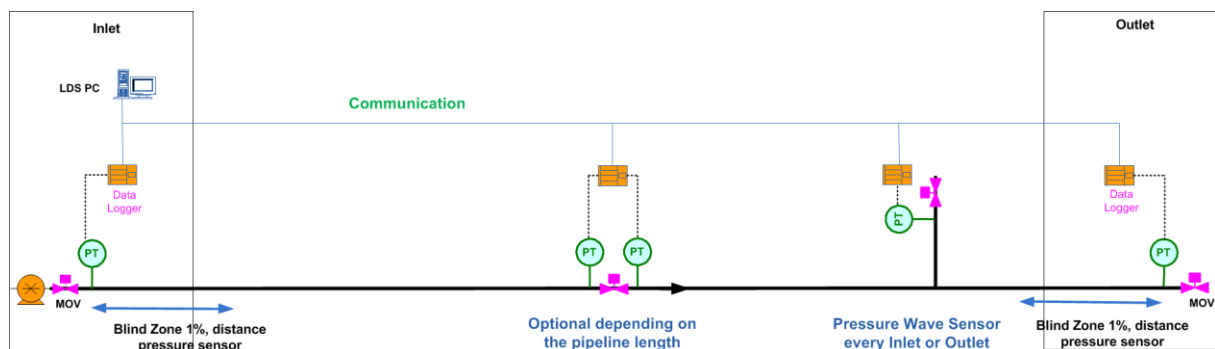 Inlet
Outlet
LDS PC
Communication
Data
Logger
Data
Logger
PT
PT
PT
PT
PT
MOV
MOV
Blind Zone 1%, distance
pressure sensor
Optional depending on
the pipeline length
Pressure Wave Sensor
every Inlet or Outlet
Blind Zone 1%, distance
pressure sensor